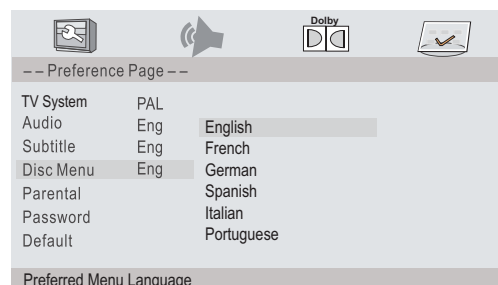 Dolby
– – Preference Page – –
TV System PAL
Audio Eng English
Subtitle Eng French
Disc Menu Eng German
Parental Spanish
Password Italian
Default Portuguese
Preferred Menu Language